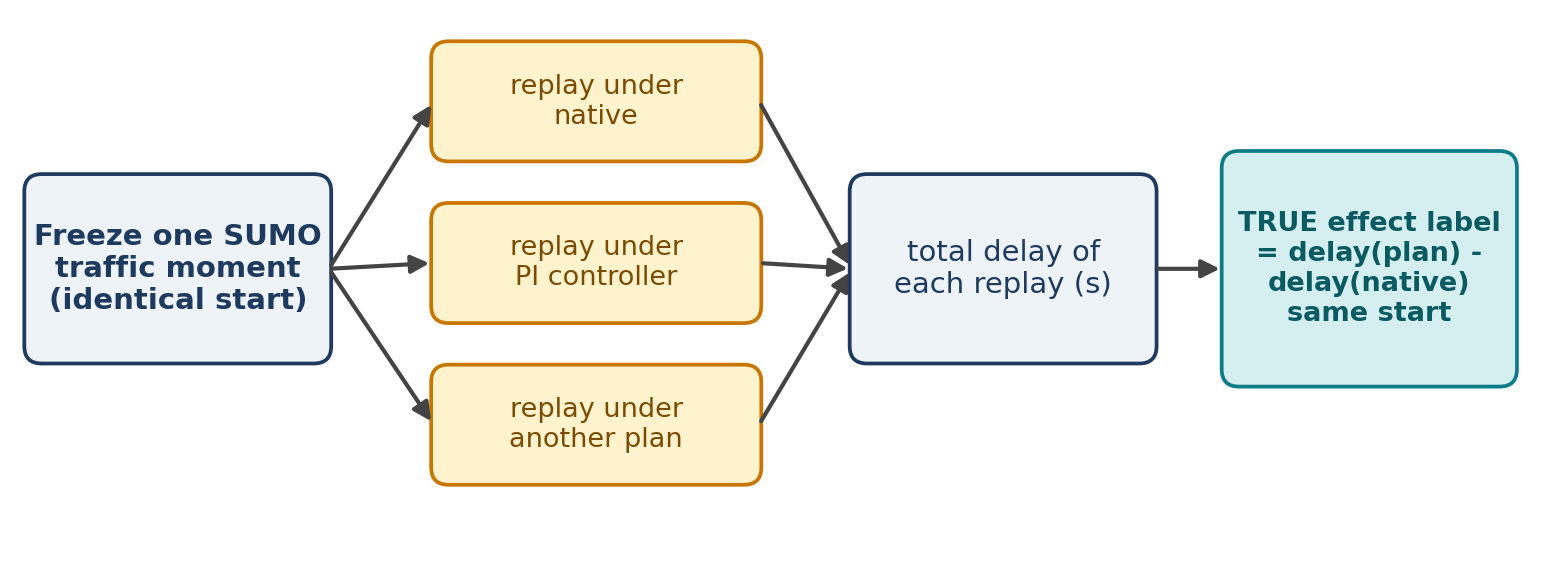 Freeze one SUMO
traffic moment
(identical start)
replay under
native
replay under
PI controller
replay under
another plan
total delay of
each replay (s)
TRUE effect label
= delay(plan) -
delay(native)
same start